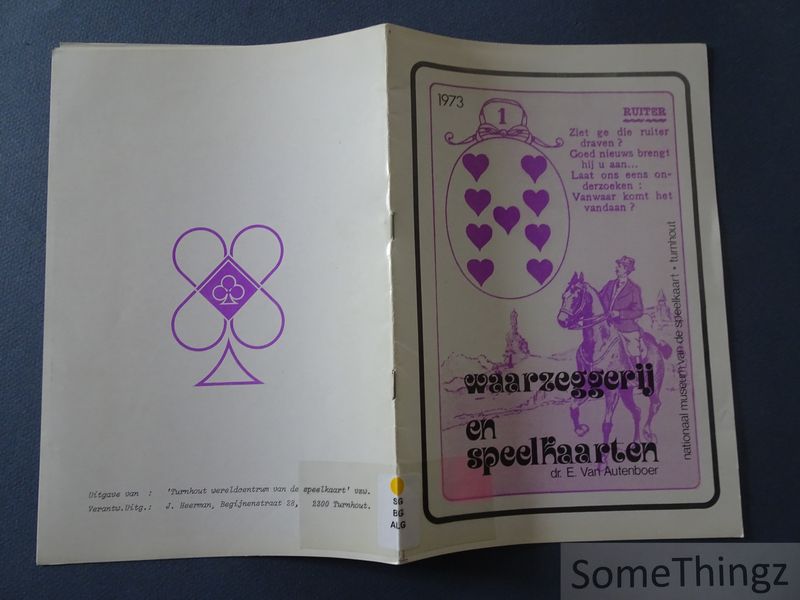 1973
1
RUITER
Ziet ge die ruiter
draven ?
Goed nieuws brengt
hij u aan...
Laat ons eens on-
derzoeken :
Vanwaar komt het
vandaan ?
nationaal museum van de speelkaart • turnhout
waarzeggerij
en
speelkaarten
dr. E. Van Autenboer
Uitgave van : 'Turnhout wereldcentrum van de speelkaart' vzw.
Verantw.Uitg.: J. Heerman, Begijnenstraat 28, 2300 Turnhout.
SG
BG
ALG
SomeThingz